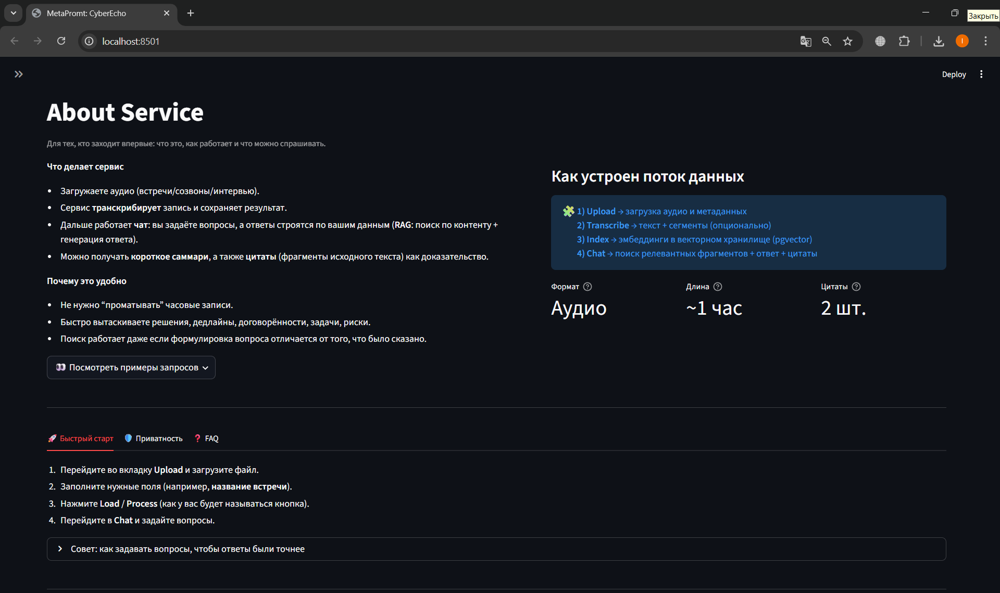 MetaPromt: CyberEcho
Закрыть
localhost:8501
I
Deploy
About Service
Для тех, кто заходит впервые: что это, как работает и что можно спрашивать.
Что делает сервис
Загружаете аудио (встречи/созвоны/интервью).
Сервис транскрибирует запись и сохраняет результат.
Дальше работает чат: вы задаёте вопросы, а ответы строятся по вашим данным (RAG: поиск по контенту +
генерация ответа).
Можно получать короткое саммари, а также цитаты (фрагменты исходного текста) как доказательство.
Почему это удобно
Не нужно “проматывать” часовые записи.
Быстро вытаскиваете решения, дедлайны, договорённости, задачи, риски.
Поиск работает даже если формулировка вопроса отличается от того, что было сказано.
👀 Посмотреть примеры запросов
Как устроен поток данных
🧩 1) Upload → загрузка аудио и метаданных
2) Transcribe → текст + сегменты (опционально)
3) Index → эмбеддинги в векторном хранилище (pgvector)
4) Chat → поиск релевантных фрагментов + ответ + цитаты
Формат Длина Цитаты
Аудио ~1 час 2 шт.
🚀 Быстрый старт 🛡️ Приватность ❓ FAQ
1. Перейдите во вкладку Upload и загрузите файл.
2. Заполните нужные поля (например, название встречи).
3. Нажмите Load / Process (как у вас будет называться кнопка).
4. Перейдите в Chat и задайте вопросы.
Совет: как задавать вопросы, чтобы ответы были точнее